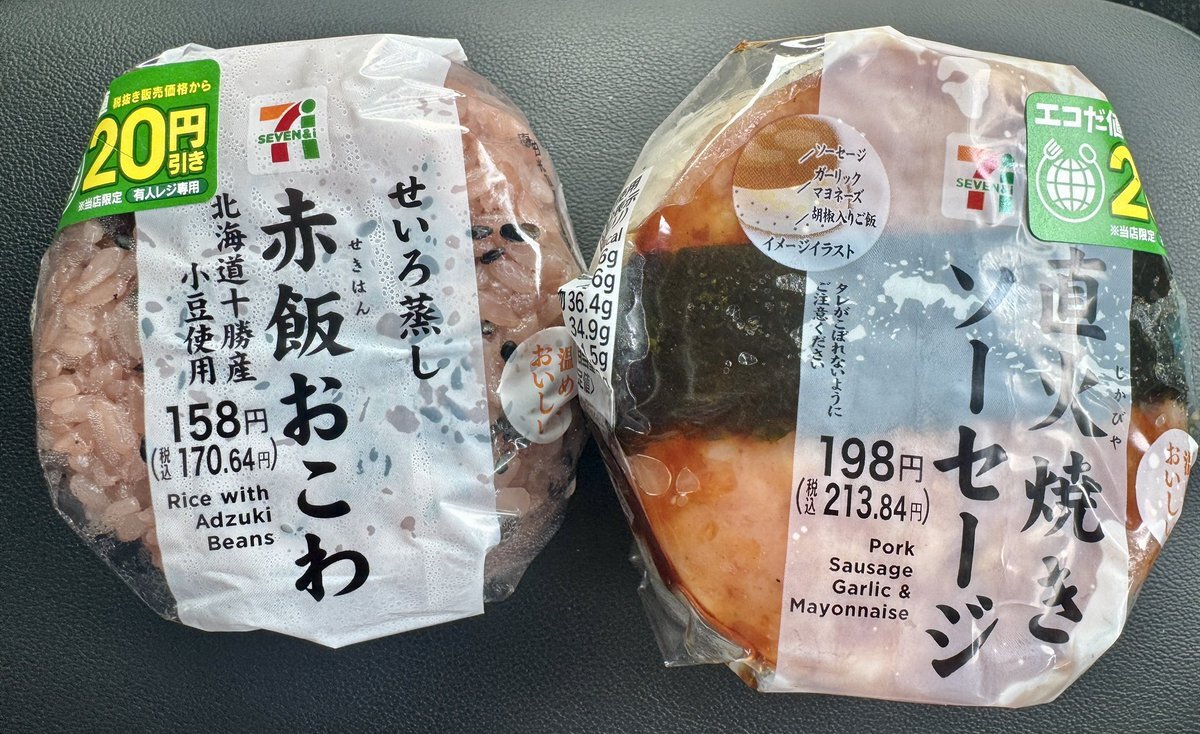 税抜き販売価格から
20円
引き
※当店限定 有人レジ専用
SEVEN&i
せいろ蒸し
赤飯おこわ
せきはん
北海道十勝産
小豆使用
158円
(税込 170.64円)
Rice with
Adzuki
Beans
温め
おいし
エコだ値
2
※当店限定
SEVEN
ソーセージ
ガーリック
マヨネーズ
胡椒入りご飯
イメージイラスト
タレがこぼれないように
ご注意ください
直火焼き
じかびや
ソーセージ
198円
(税込 213.84円)
Pork
Sausage
Garlic &
Mayonnaise
おいし
6g
36.4g
34.9g
5g